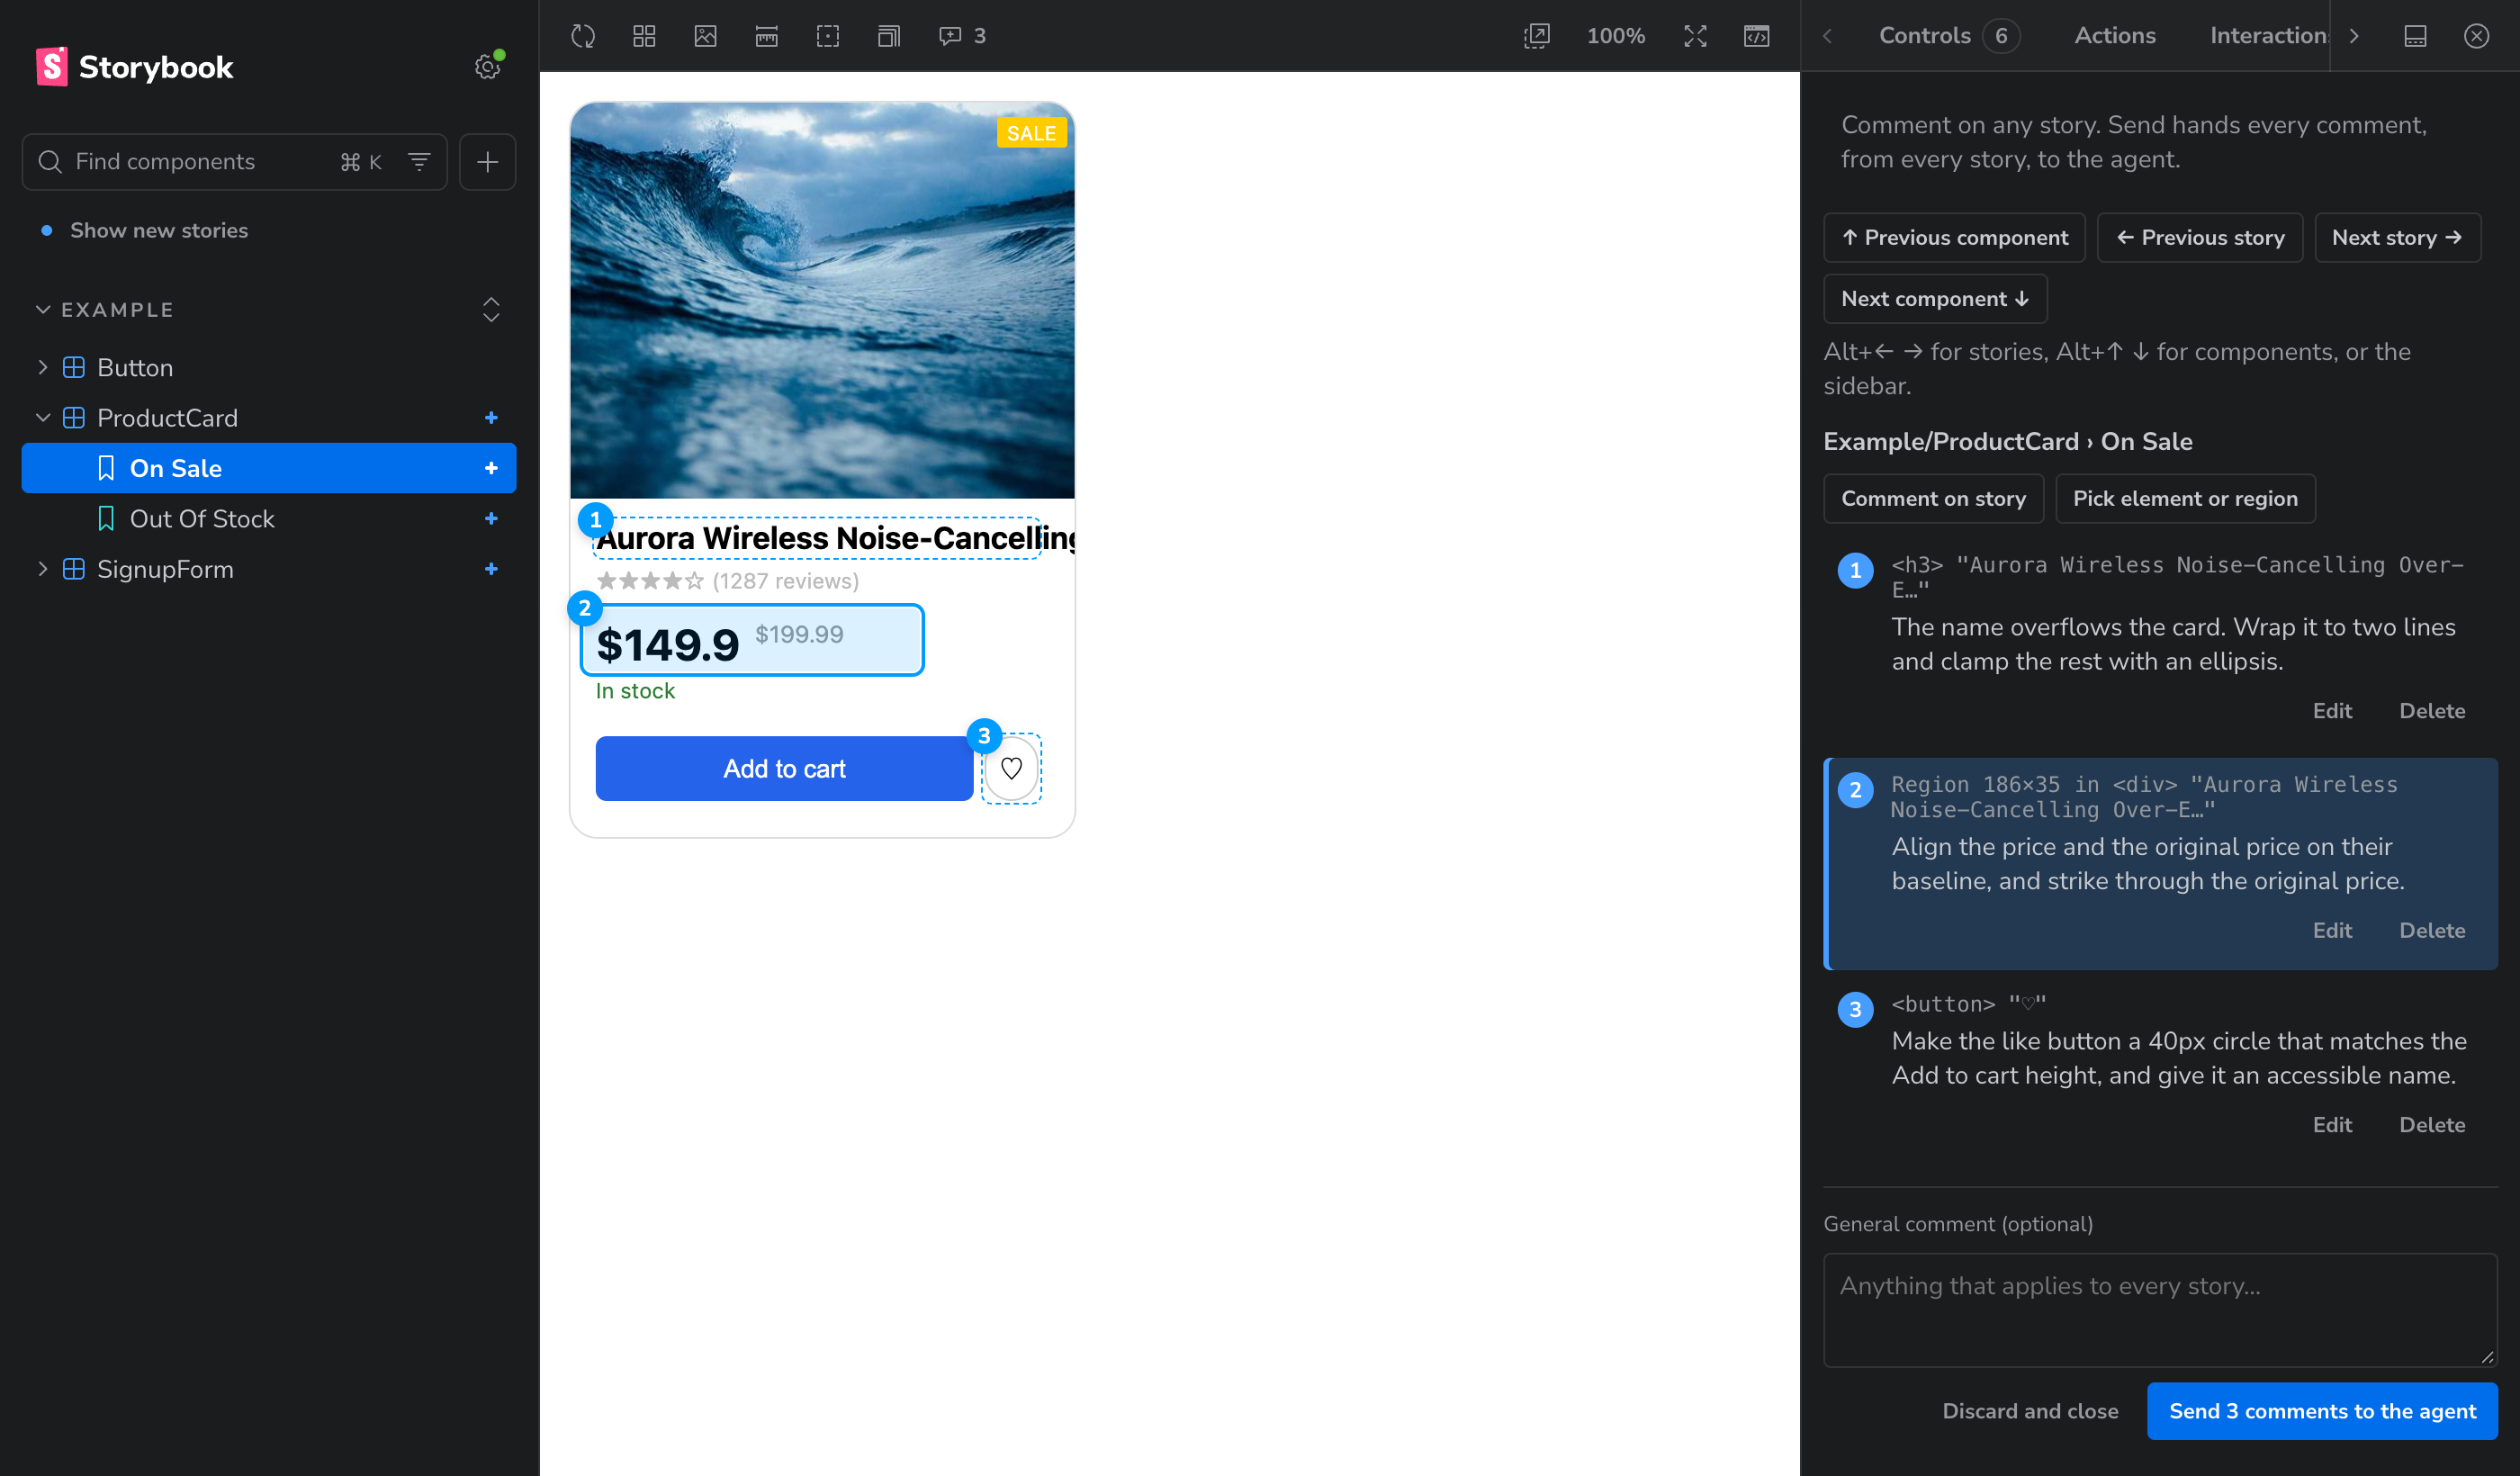 Storybook
Find components
⌘ K
Show new stories
EXAMPLE
Button
ProductCard
On Sale
Out Of Stock
SignupForm
3
100%
SALE
1
Aurora Wireless Noise-Cancelling
★★★★☆ (1287 reviews)
2
$149.9 $199.99
In stock
Add to cart
3
♡
Controls 6
Actions
Interactions
Comment on any story. Send hands every comment,
from every story, to the agent.
↑ Previous component
← Previous story
Next story →
Next component ↓
Alt+← → for stories, Alt+↑ ↓ for components, or the
sidebar.
Example/ProductCard › On Sale
Comment on story
Pick element or region
1
<h3> "Aurora Wireless Noise-Cancelling Over-
E…"
The name overflows the card. Wrap it to two lines
and clamp the rest with an ellipsis.
Edit Delete
2
Region 186×35 in <div> "Aurora Wireless
Noise-Cancelling Over-E…"
Align the price and the original price on their
baseline, and strike through the original price.
Edit Delete
3
<button> "♡"
Make the like button a 40px circle that matches the
Add to cart height, and give it an accessible name.
Edit Delete
General comment (optional)
Anything that applies to every story...
Discard and close
Send 3 comments to the agent